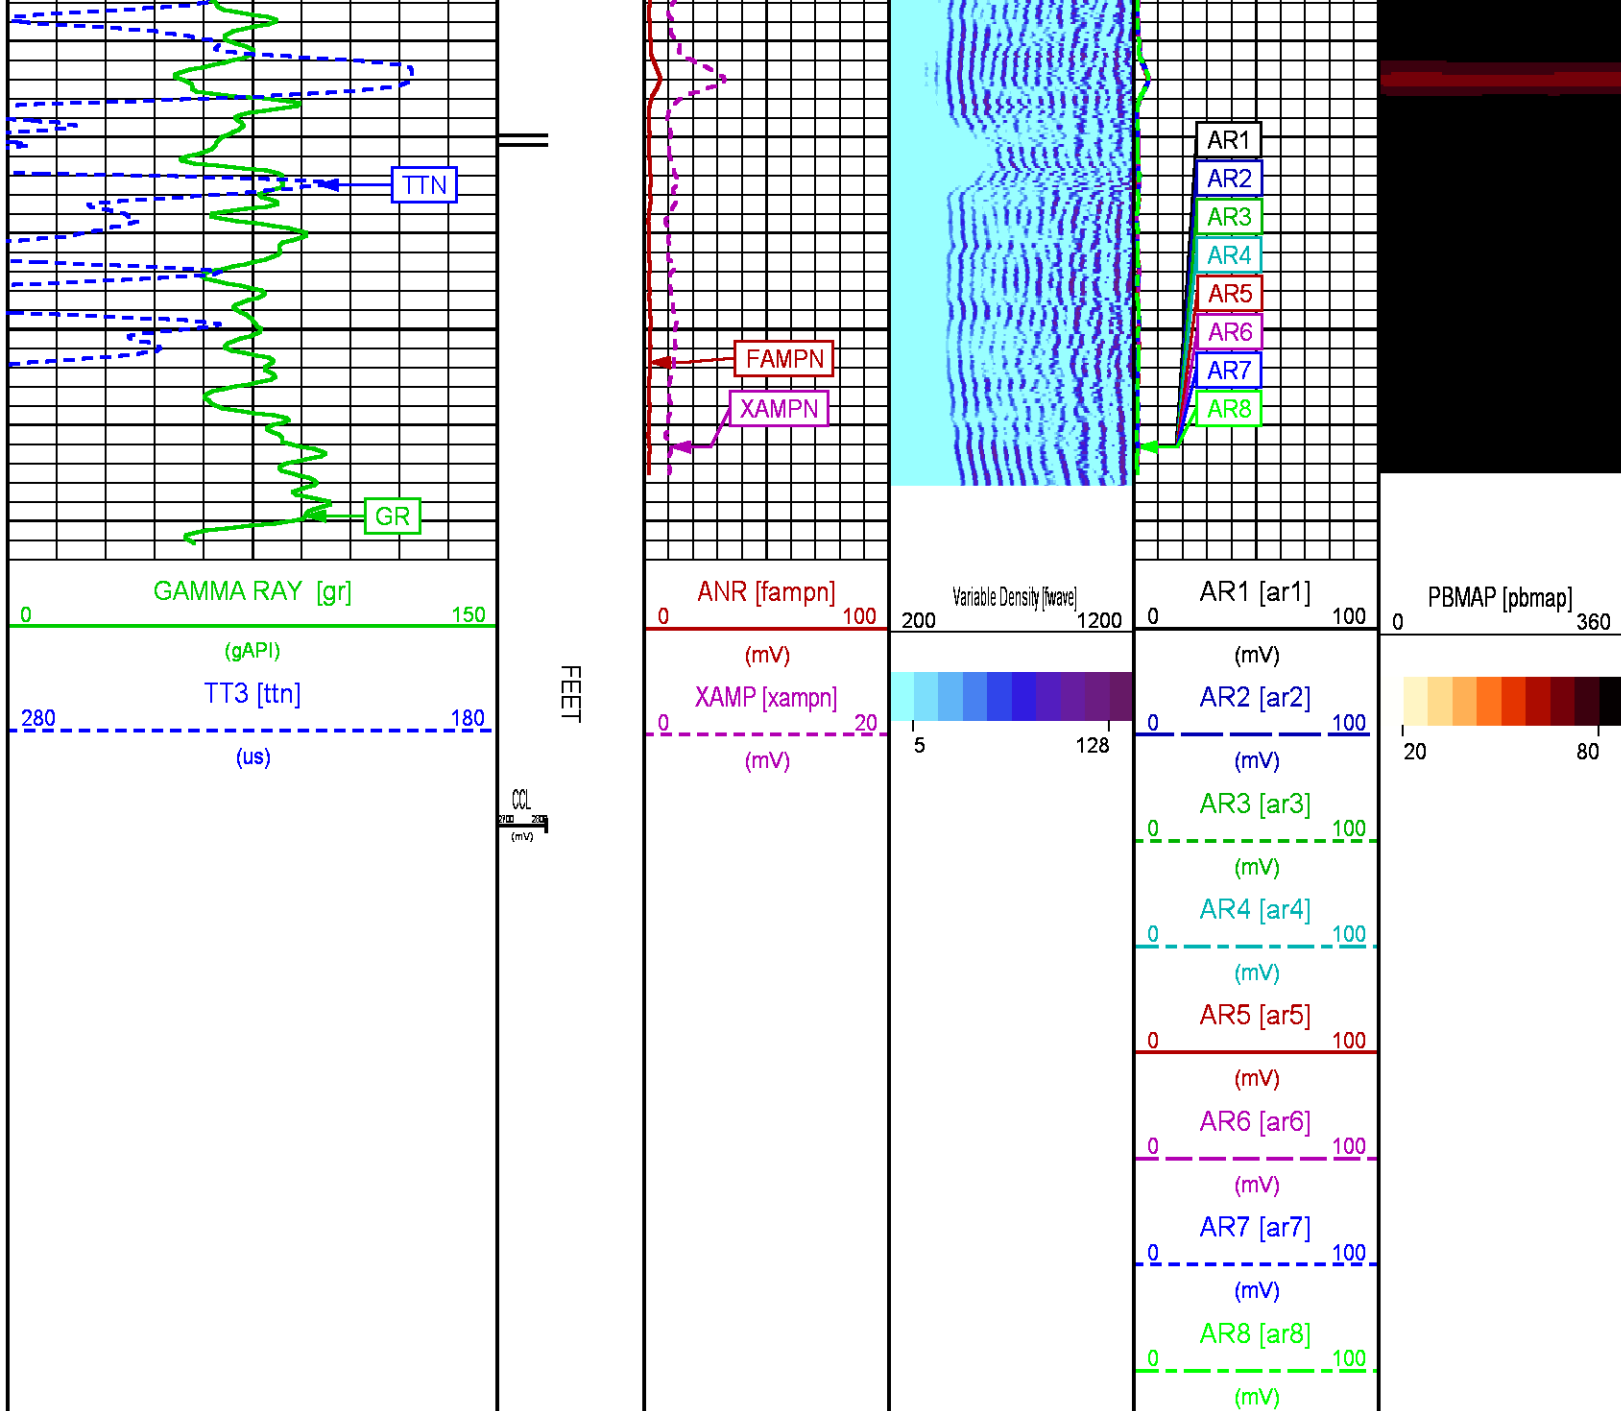 TTN
GR
GAMMA RAY [gr]
0 150
(gAPI)
TT3 [ttn]
280 180
(us)
FEET
CCL
(mV)
FAMPN
XAMPN
ANR [fampn]
0 100
(mV)
XAMP [xampn]
0 20
(mV)
Variable Density [fwave]
200 1200
5 128
AR1
AR2
AR3
AR4
AR5
AR6
AR7
AR8
AR1 [ar1]
0 100
(mV)
AR2 [ar2]
0 100
(mV)
AR3 [ar3]
0 100
(mV)
AR4 [ar4]
0 100
(mV)
AR5 [ar5]
0 100
(mV)
AR6 [ar6]
0 100
(mV)
AR7 [ar7]
0 100
(mV)
AR8 [ar8]
0 100
(mV)
PBMAP [pbmap]
0 360
20 80